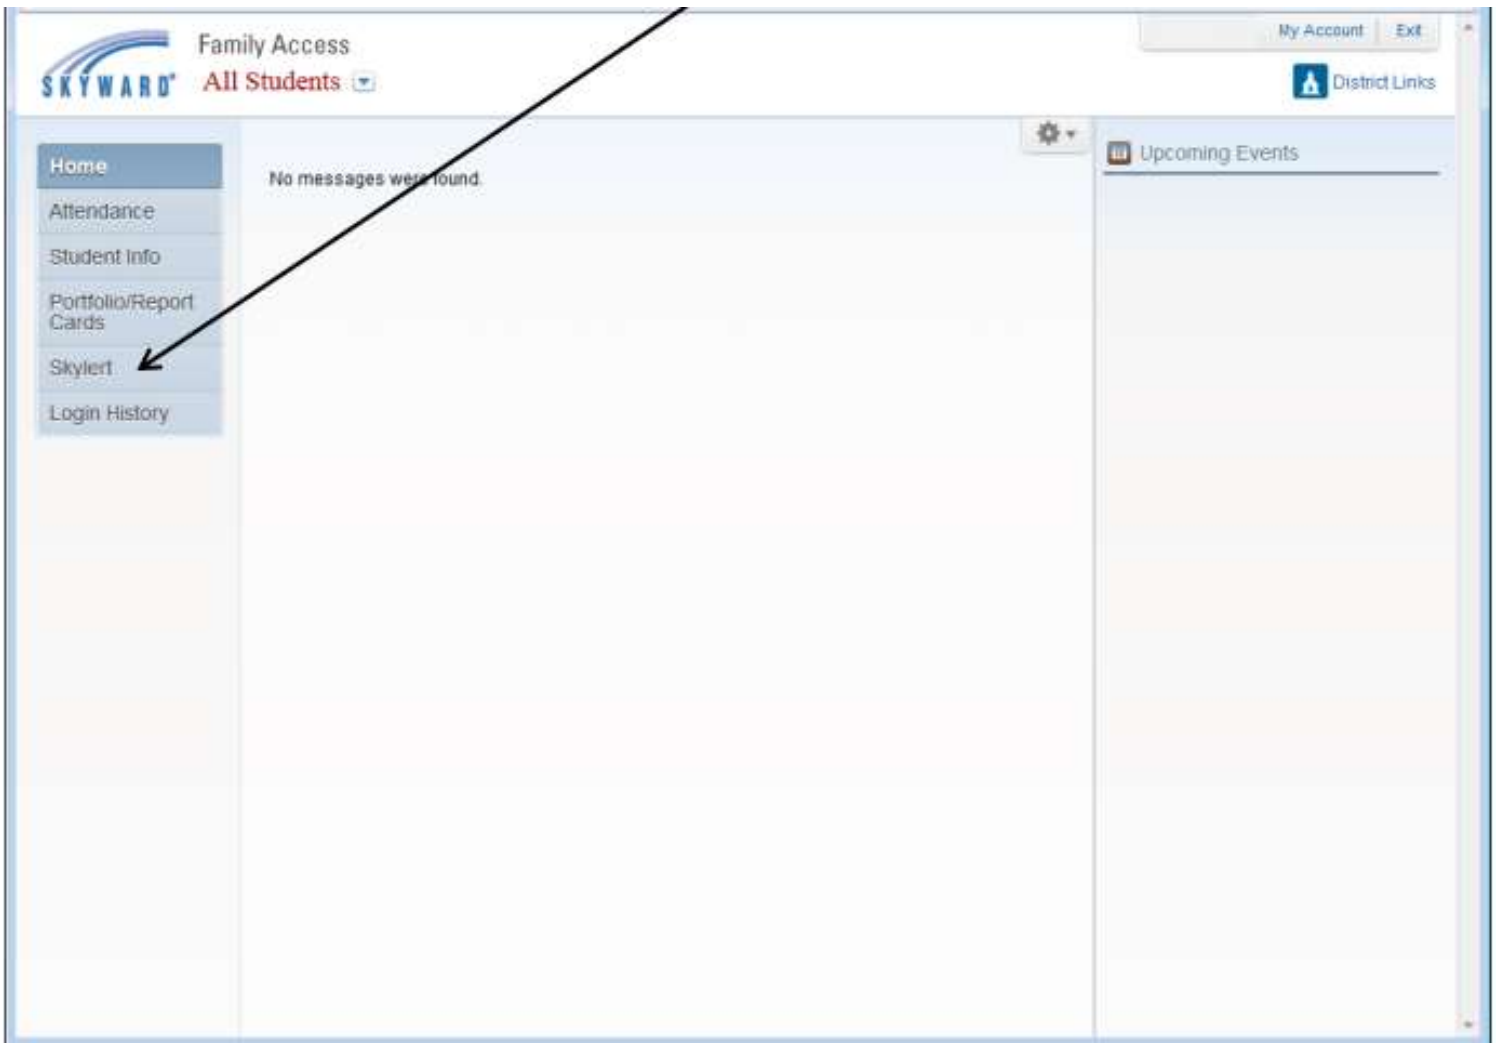 Family Access
SKYWARD®
All Students
My Account Exit
District Links
Home
Attendance
Student Info
Portfolio/Report
Cards
Skylert
Login History
No messages were found.
Upcoming Events